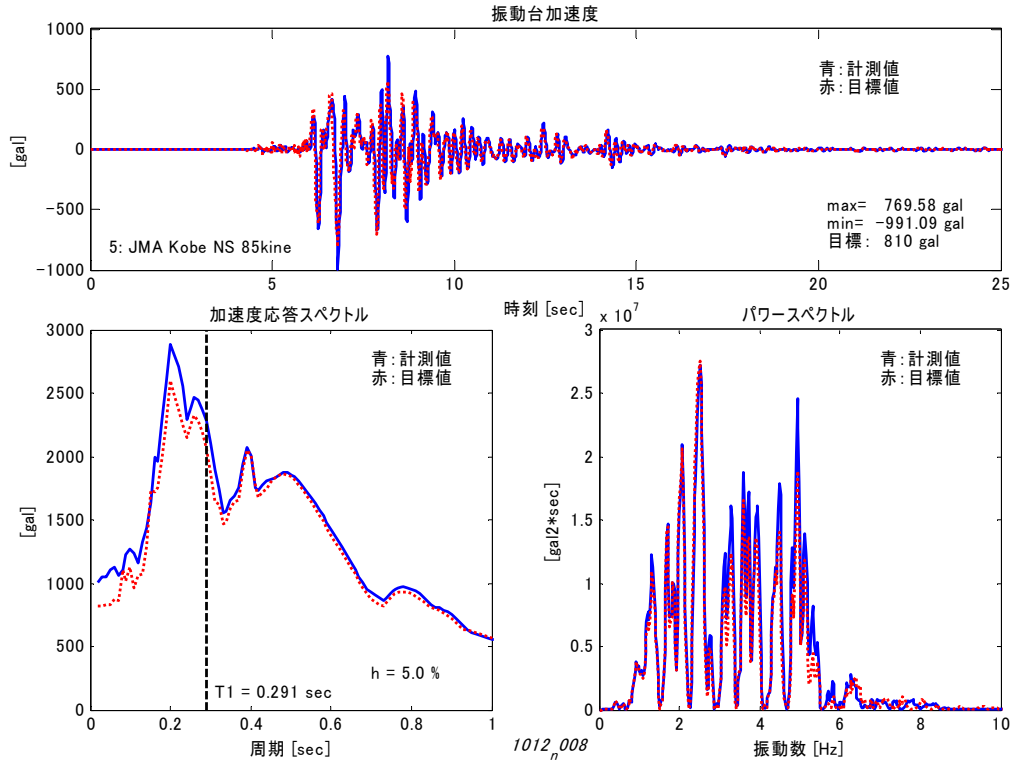 振動台加速度
1000
500
0
-500
-1000
[gal]
青：計測値
赤：目標値
max=  769.58 gal
min= -991.09 gal
目標：  810 gal
5: JMA Kobe NS 85kine
0 5 10 15 20 25
時刻 [sec]
加速度応答スペクトル
3000
2500
2000
1500
1000
500
0
[gal]
青：計測値
赤：目標値
h = 5.0 %
T1 = 0.291 sec
0 0.2 0.4 0.6 0.8 1
周期 [sec]
パワースペクトル
x 10^7
3
2.5
2
1.5
1
0.5
0
[gal2*sec]
青：計測値
赤：目標値
0 2 4 6 8 10
振動数 [Hz]
1012_n008